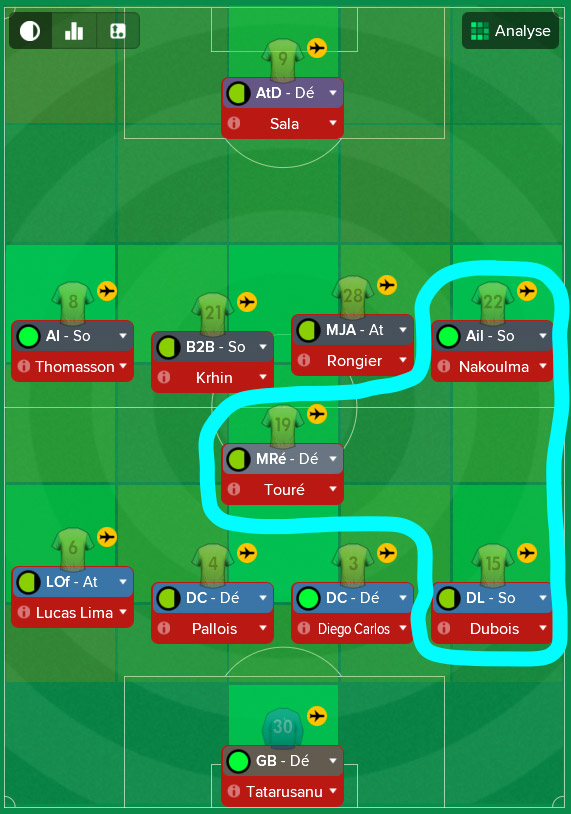 Analyse
9
AtD - Dé
Sala
8
AI - So
Thomasson
21
B2B - So
Krhin
28
MJA - At
Rongier
22
Ail - So
Nakoulma
19
MRé - Dé
Touré
6
LOf - At
Lucas Lima
4
DC - Dé
Pallois
3
DC - Dé
Diego Carlos
15
DL - So
Dubois
30
GB - Dé
Tatarusanu